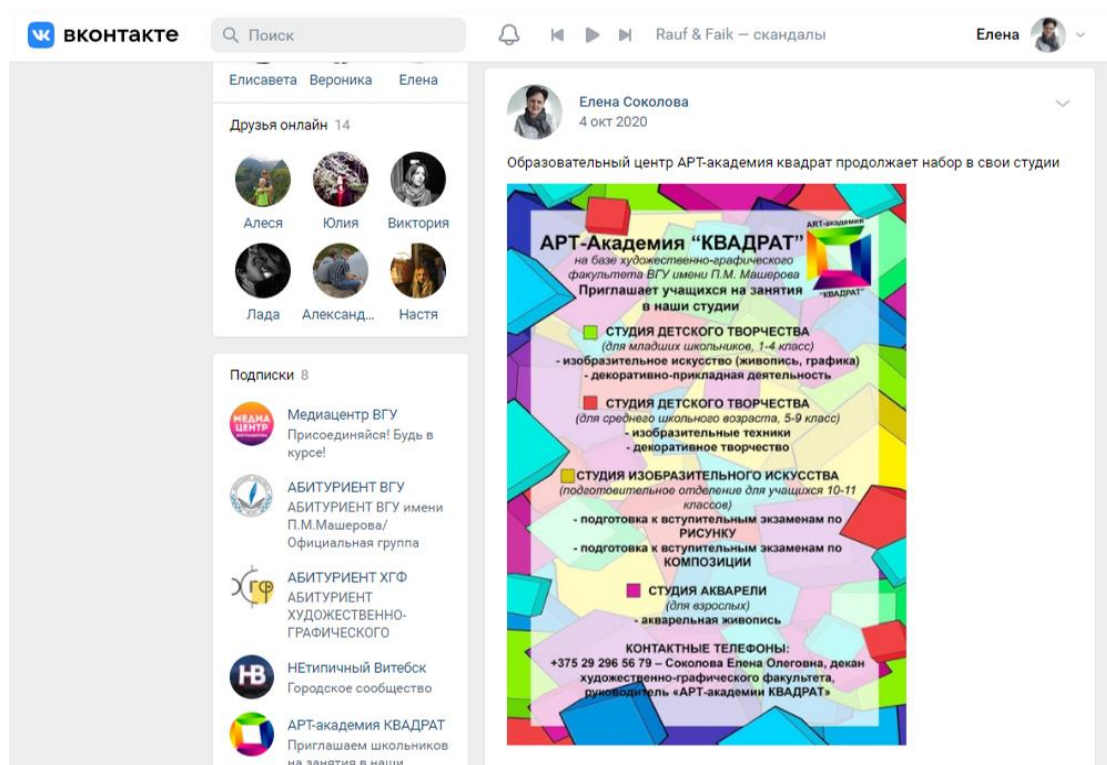 вконтакте
Поиск
Rauf & Faik — скандалы
Елена
Елисавета Вероника Елена
Друзья онлайн 14
Алеся Юлия Виктория
Лада Александ... Настя
Подписки 8
МЕДИА
ЦЕНТР
Медиацентр ВГУ
Присоединяйся! Будь в
курсе!
АБИТУРИЕНТ ВГУ
АБИТУРИЕНТ ВГУ имени
П.М.Машерова/
Официальная группа
ХГФ
АБИТУРИЕНТ ХГФ
АБИТУРИЕНТ
ХУДОЖЕСТВЕННО-
ГРАФИЧЕСКОГО
НВ
НЕтипичный Витебск
Городское сообщество
АРТ-академия КВАДРАТ
Приглашаем школьников
на занятия в наши
Елена Соколова
4 окт 2020
Образовательный центр АРТ-академия квадрат продолжает набор в свои студии
ART-академия
"КВАДРАТ"
АРТ-Академия "КВАДРАТ"
на базе художественно-графического
факультета ВГУ имени П.М. Машерова
Приглашает учащихся на занятия
в наши студии
СТУДИЯ ДЕТСКОГО ТВОРЧЕСТВА
(для младших школьников, 1-4 класс)
- изобразительное искусство (живопись, графика)
- декоративно-прикладная деятельность
СТУДИЯ ДЕТСКОГО ТВОРЧЕСТВА
(для среднего школьного возраста, 5-9 класс)
- изобразительные техники
- декоративное творчество
СТУДИЯ ИЗОБРАЗИТЕЛЬНОГО ИСКУССТВА
(подготовительное отделение для учащихся 10-11
классов)
- подготовка к вступительным экзаменам по
РИСУНКУ
- подготовка к вступительным экзаменам по
КОМПОЗИЦИИ
СТУДИЯ АКВАРЕЛИ
(для взрослых)
- акварельная живопись
КОНТАКТНЫЕ ТЕЛЕФОНЫ:
+375 29 296 56 79 – Соколова Елена Олеговна, декан
художественно-графического факультета,
руководитель «АРТ-академии КВАДРАТ»